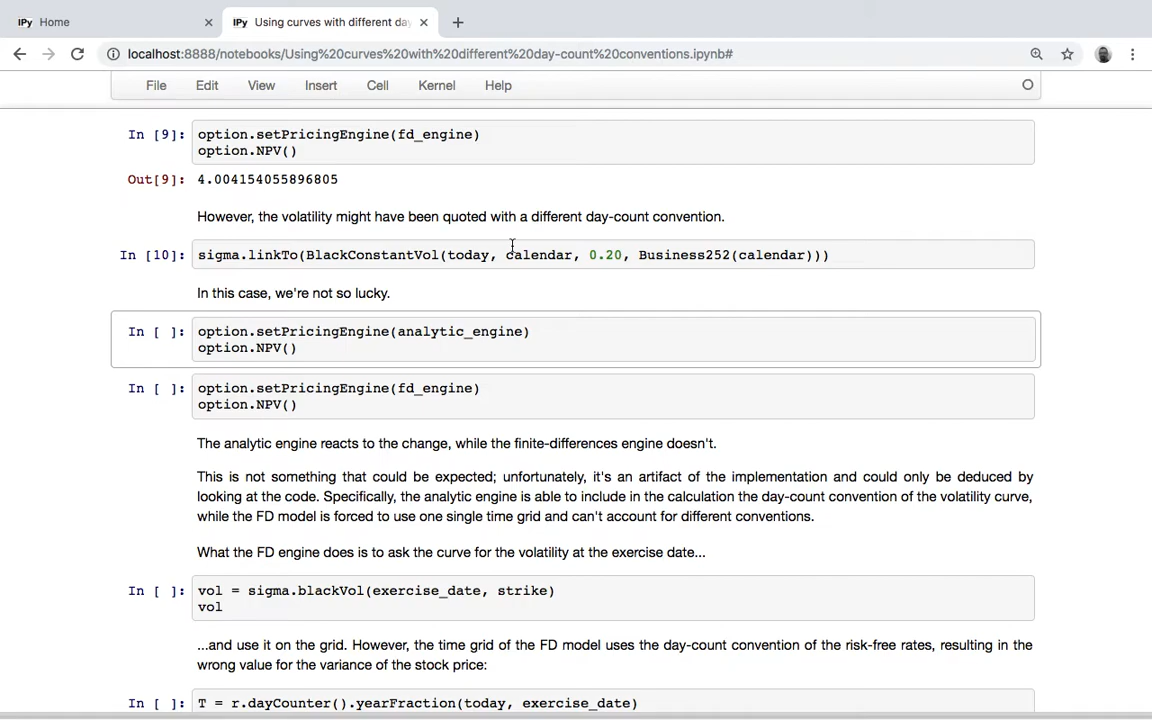 IPy Home × IPy Using curves with different day × +
localhost:8888/notebooks/Using%20curves%20with%20different%20day-count%20conventions.ipynb#
File Edit View Insert Cell Kernel Help
In [9]: option.setPricingEngine(fd_engine)
option.NPV()
Out[9]: 4.004154055896805
However, the volatility might have been quoted with a different day-count convention.
In [10]: sigma.linkTo(BlackConstantVol(today, calendar, 0.20, Business252(calendar)))
In this case, we're not so lucky.
In [ ]: option.setPricingEngine(analytic_engine)
option.NPV()
In [ ]: option.setPricingEngine(fd_engine)
option.NPV()
The analytic engine reacts to the change, while the finite-differences engine doesn't.
This is not something that could be expected; unfortunately, it's an artifact of the implementation and could only be deduced by
looking at the code. Specifically, the analytic engine is able to include in the calculation the day-count convention of the volatility curve,
while the FD model is forced to use one single time grid and can't account for different conventions.
What the FD engine does is to ask the curve for the volatility at the exercise date...
In [ ]: vol = sigma.blackVol(exercise_date, strike)
vol
...and use it on the grid. However, the time grid of the FD model uses the day-count convention of the risk-free rates, resulting in the
wrong value for the variance of the stock price:
In [ ]: T = r.dayCounter().yearFraction(today, exercise_date)